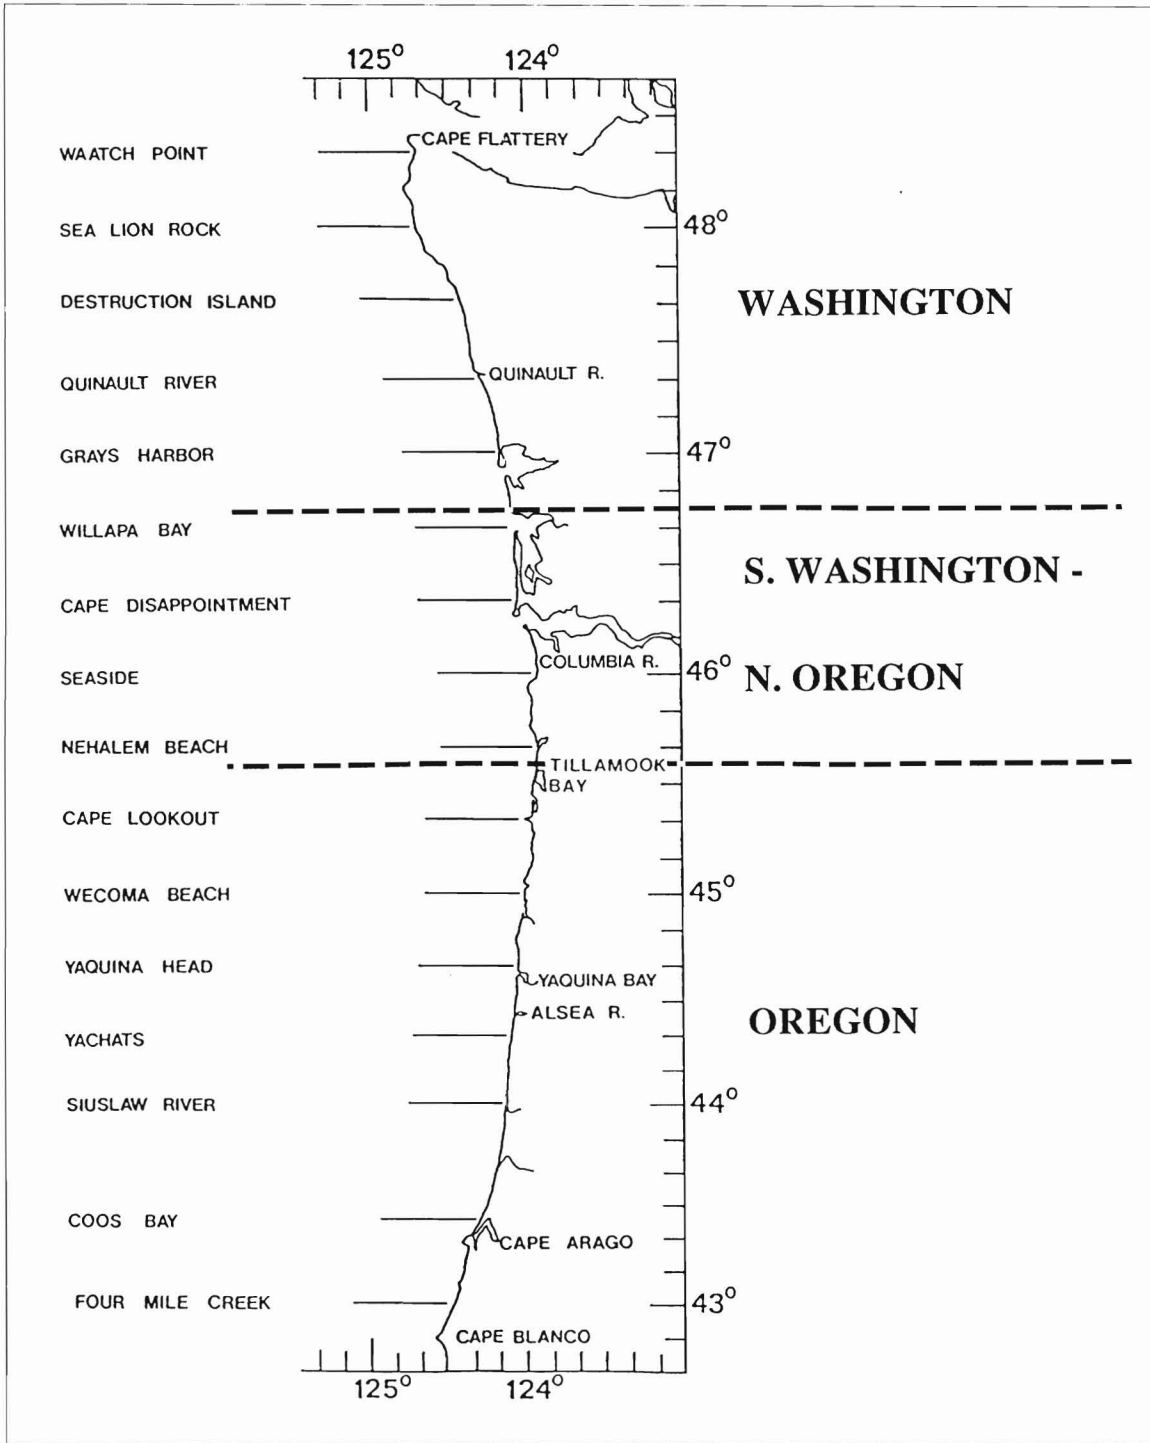 125° 124°
CAPE FLATTERY
WAATCH POINT
SEA LION ROCK
48°
DESTRUCTION ISLAND
WASHINGTON
QUINAULT R.
QUINAULT RIVER
GRAYS HARBOR
47°
WILLAPA BAY
S. WASHINGTON -
CAPE DISAPPOINTMENT
COLUMBIA R.
SEASIDE
46°
N. OREGON
NEHALEM BEACH
TILLAMOOK
BAY
CAPE LOOKOUT
WECOMA BEACH
45°
YAQUINA HEAD
YAQUINA BAY
ALSEA R.
OREGON
YACHATS
SIUSLAW RIVER
44°
COOS BAY
CAPE ARAGO
FOUR MILE CREEK
43°
CAPE BLANCO
125° 124°